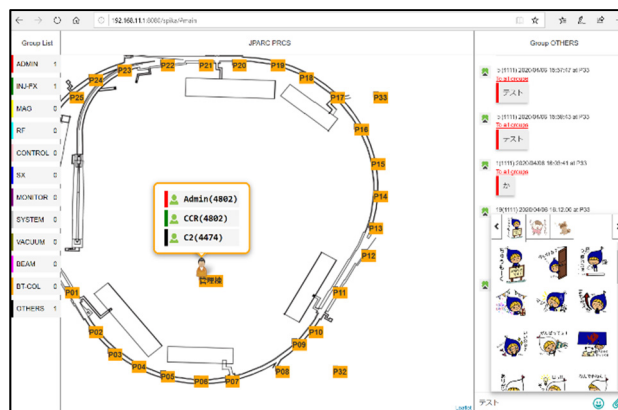 192.168.11.1:8080/spika/#main
Group List
JPARC PRCS
Group OTHERS
ADMIN 1
INJ-FX 1
MAG 0
RF 0
CONTROL 0
SX 0
MONITOR 0
SYSTEM 0
VACUUM 0
BEAM 0
BT-COL 0
OTHERS 1
P25
P24
P23
P22
P21
P20
P19
P18
P17
P33
P16
P15
P14
P13
P12
P11
P10
P09
P08
P32
P07
P06
P05
P04
P03
P02
P01
Admin(4802)
CCR(4802)
C2(4474)
管理棟
Leaflet
To all groups
テスト
To all groups
テスト
To all groups
か
テスト